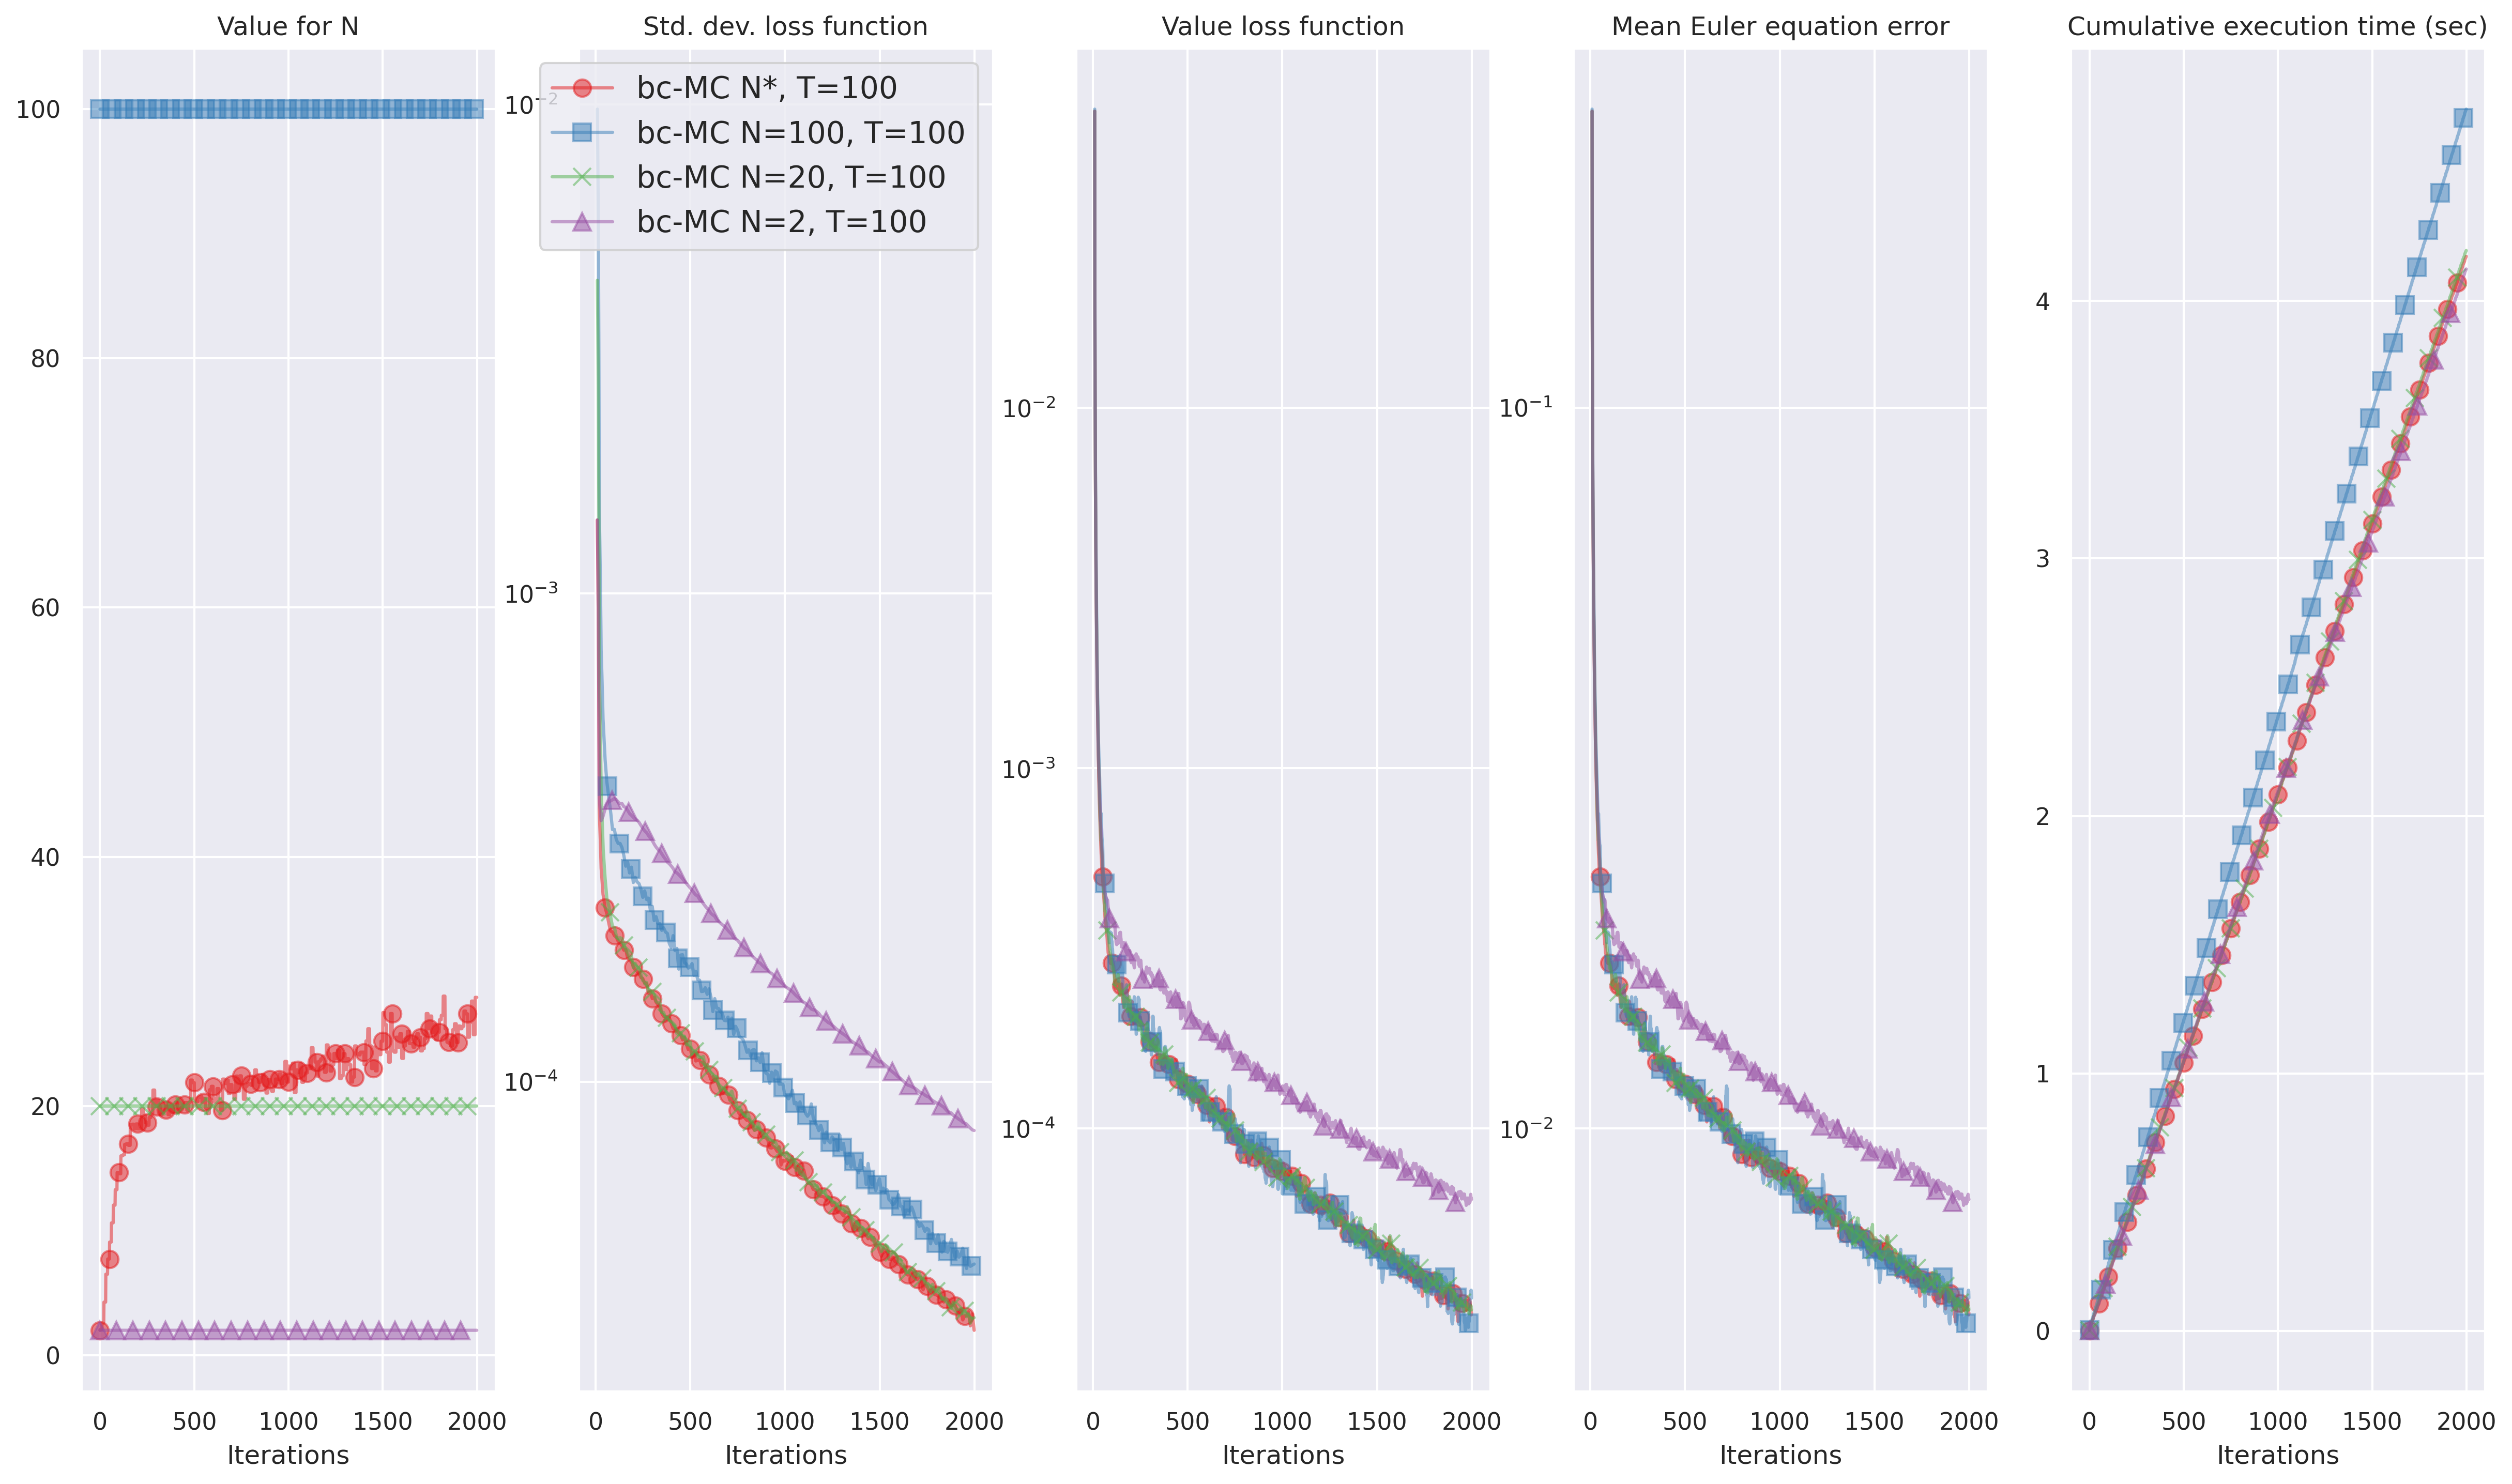 Value for N
100
80
60
40
20
0
0 500 1000 1500 2000
Iterations
Std. dev. loss function
bc-MC N*, T=100
bc-MC N=100, T=100
bc-MC N=20, T=100
bc-MC N=2, T=100
10⁻²
10⁻³
10⁻⁴
0 500 1000 1500 2000
Iterations
Value loss function
10⁻²
10⁻³
10⁻⁴
0 500 1000 1500 2000
Iterations
Mean Euler equation error
10⁻¹
10⁻²
0 500 1000 1500 2000
Iterations
Cumulative execution time (sec)
4
3
2
1
0
0 500 1000 1500 2000
Iterations